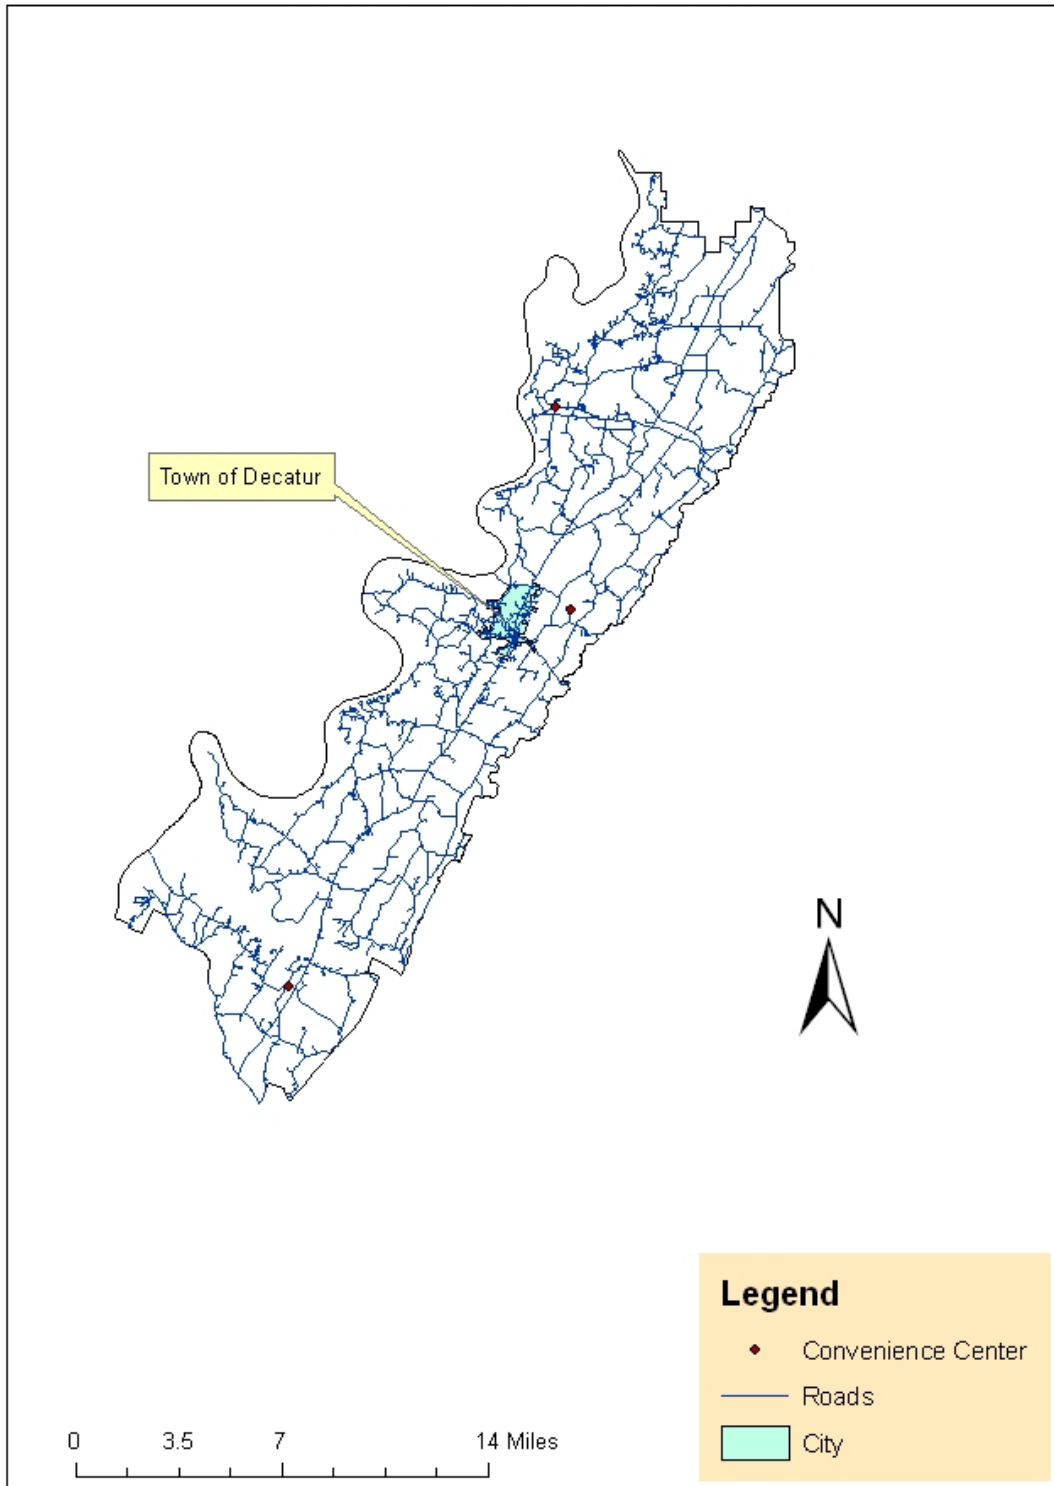 Town of Decatur
N
Legend
Convenience Center
Roads
City
0 3.5 7 14 Miles